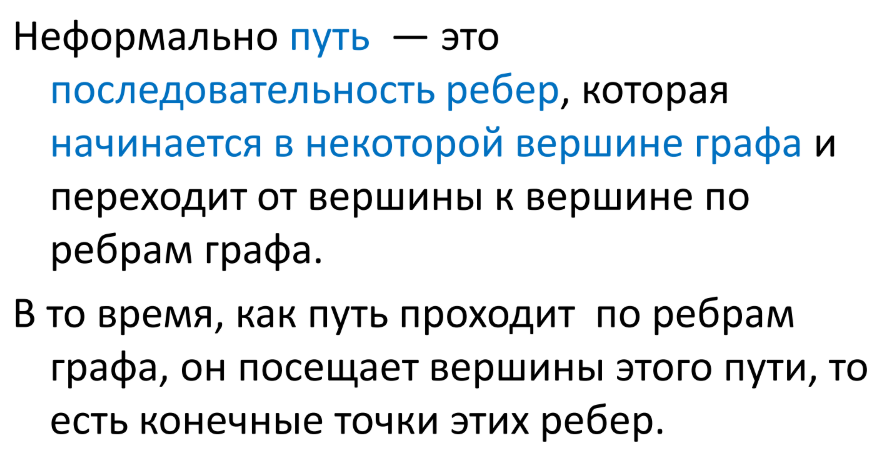 Неформально путь — это
последовательность ребер, которая
начинается в некоторой вершине графа и
переходит от вершины к вершине по
ребрам графа.
В то время, как путь проходит по ребрам
графа, он посещает вершины этого пути, то
есть конечные точки этих ребер.